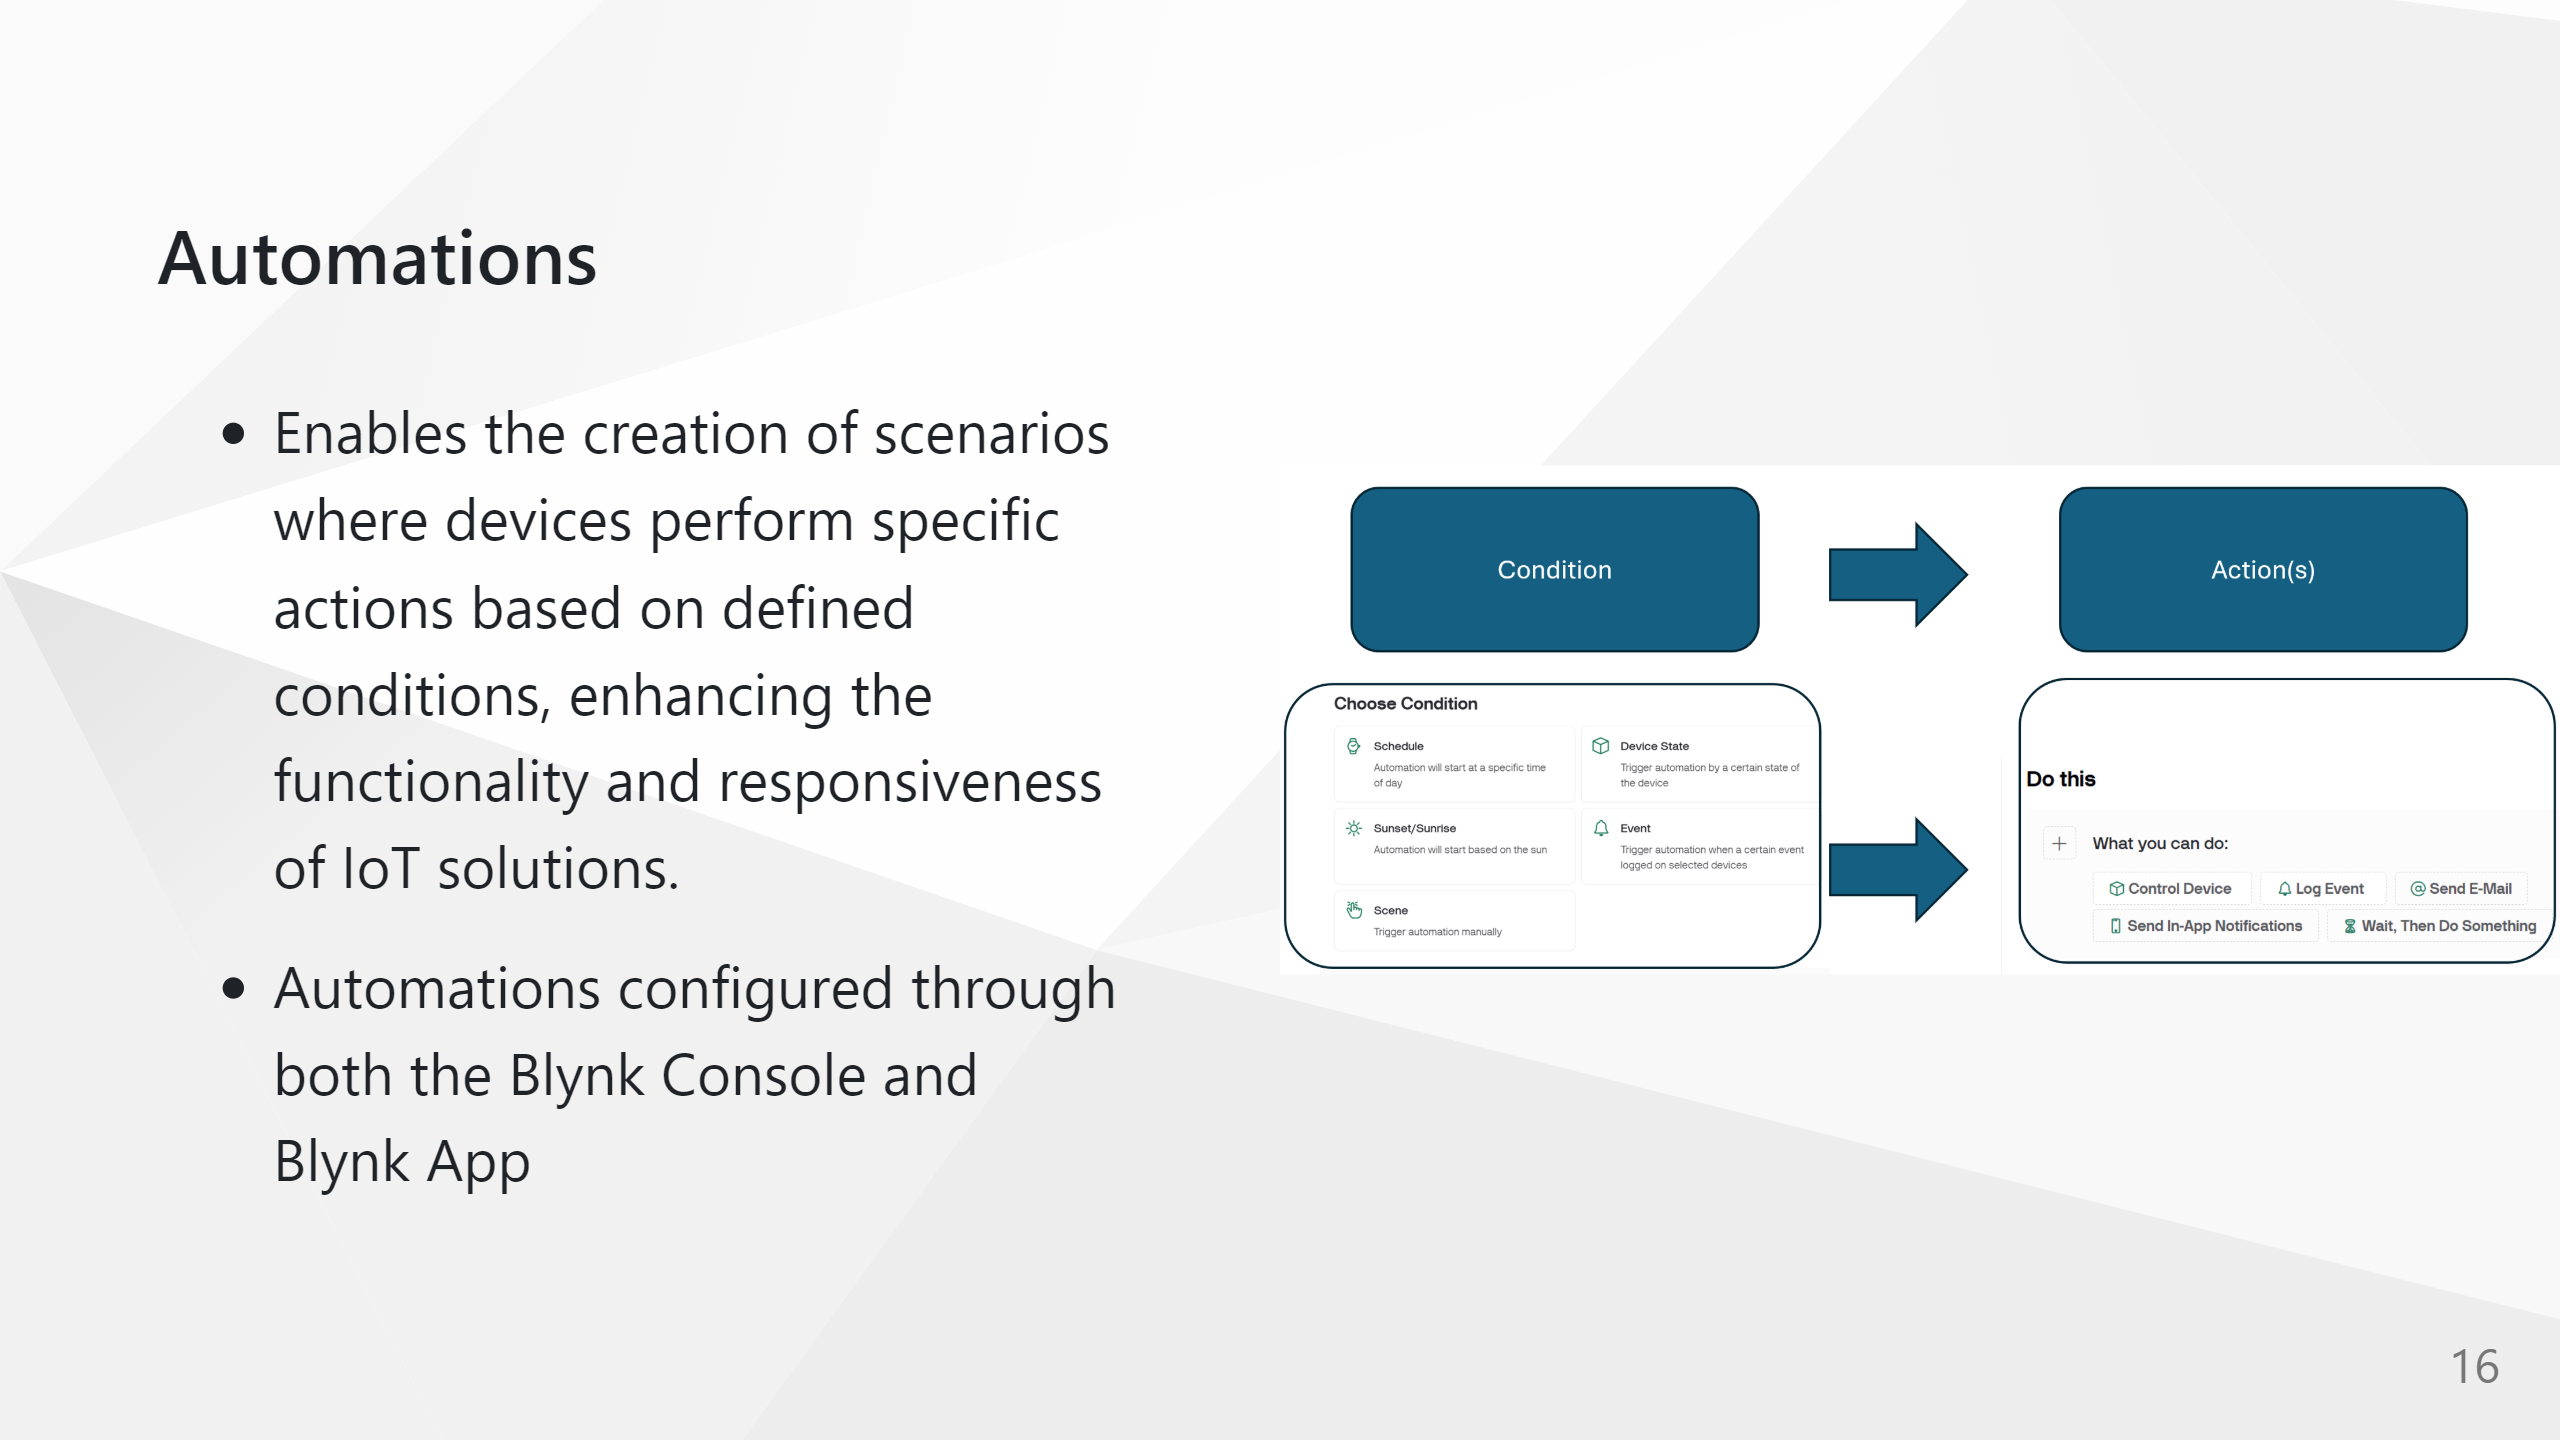 Automations
• Enables the creation of scenarios
where devices perform specific
actions based on defined
conditions, enhancing the
functionality and responsiveness
of IoT solutions.
• Automations configured through
both the Blynk Console and
Blynk App
Condition
Action(s)
Choose Condition
Schedule
Automation will start at a specific time
of day
Device State
Trigger automation by a certain state of
the device
Sunset/Sunrise
Automation will start based on the sun
Event
Trigger automation when a certain event
logged on selected devices
Scene
Trigger automation manually
Do this
What you can do:
Control Device
Log Event
Send E-Mail
Send In-App Notifications
Wait, Then Do Something
16